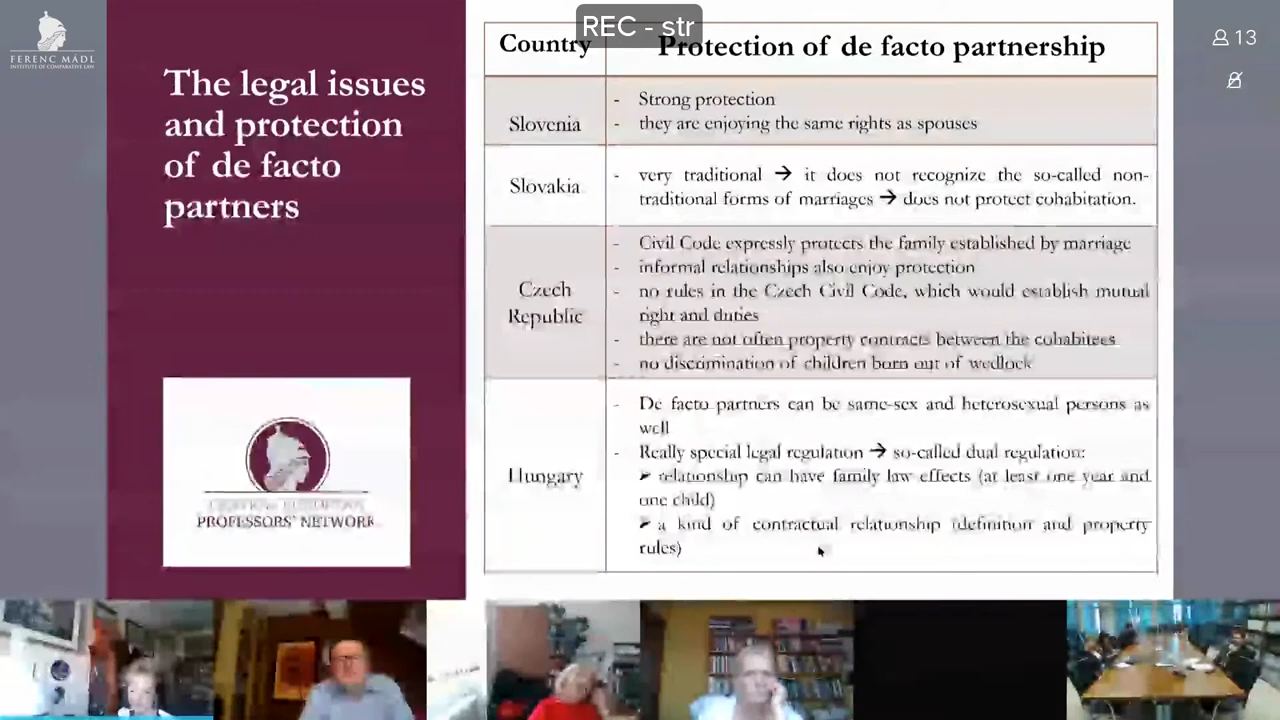 REC - str
13
FERENC MÁDL
INSTITUTE OF COMPARATIVE LAW
The legal issues
and protection
of de facto
partners
PROFESSORS' NETWORK
Country
Protection of de facto partnership
Slovenia
- Strong protection
- they are enjoying the same rights as spouses
Slovakia
- very traditional → it does not recognize the so-called non-
traditional forms of marriages → does not protect cohabitation.
Czech
Republic
- Civil Code expressly protects the family established by marriage
- informal relationships also enjoy protection
- no rules in the Czech Civil Code, which would establish mutual
right and duties
- there are not often property contracts between the cohabitees
- no discrimination of children born out of wedlock
Hungary
- De facto partners can be same-sex and heterosexual persons as
well
- Really special legal regulation → so-called dual regulation:
➤ relationship can have family law effects (at least one year and
one child)
➤ a kind of contractual relationship (definition and property
rules)